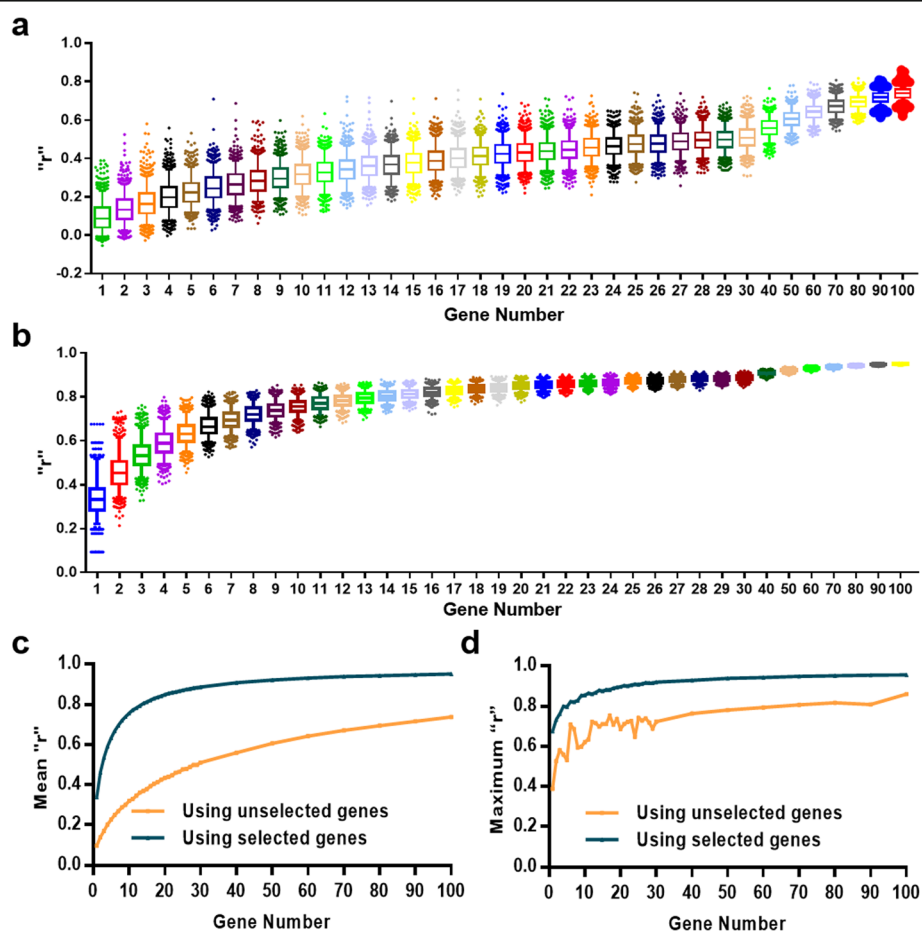 a
1.0
0.8
0.6
0.4
0.2
0.0
-0.2
"r"
1 2 3 4 5 6 7 8 9 10 11 12 13 14 15 16 17 18 19 20 21 22 23 24 25 26 27 28 29 30 40 50 60 70 80 90 100
Gene Number
b
1.0
0.8
0.6
0.4
0.2
0.0
"r"
1 2 3 4 5 6 7 8 9 10 11 12 13 14 15 16 17 18 19 20 21 22 23 24 25 26 27 28 29 30 40 50 60 70 80 90 100
Gene Number
c
1.0
0.8
0.6
0.4
0.2
0.0
Mean "r"
Using unselected genes
Using selected genes
0 10 20 30 40 50 60 70 80 90 100
Gene Number
d
1.0
0.8
0.6
0.4
0.2
0.0
Maximum “r”
Using unselected genes
Using selected genes
0 10 20 30 40 50 60 70 80 90 100
Gene Number